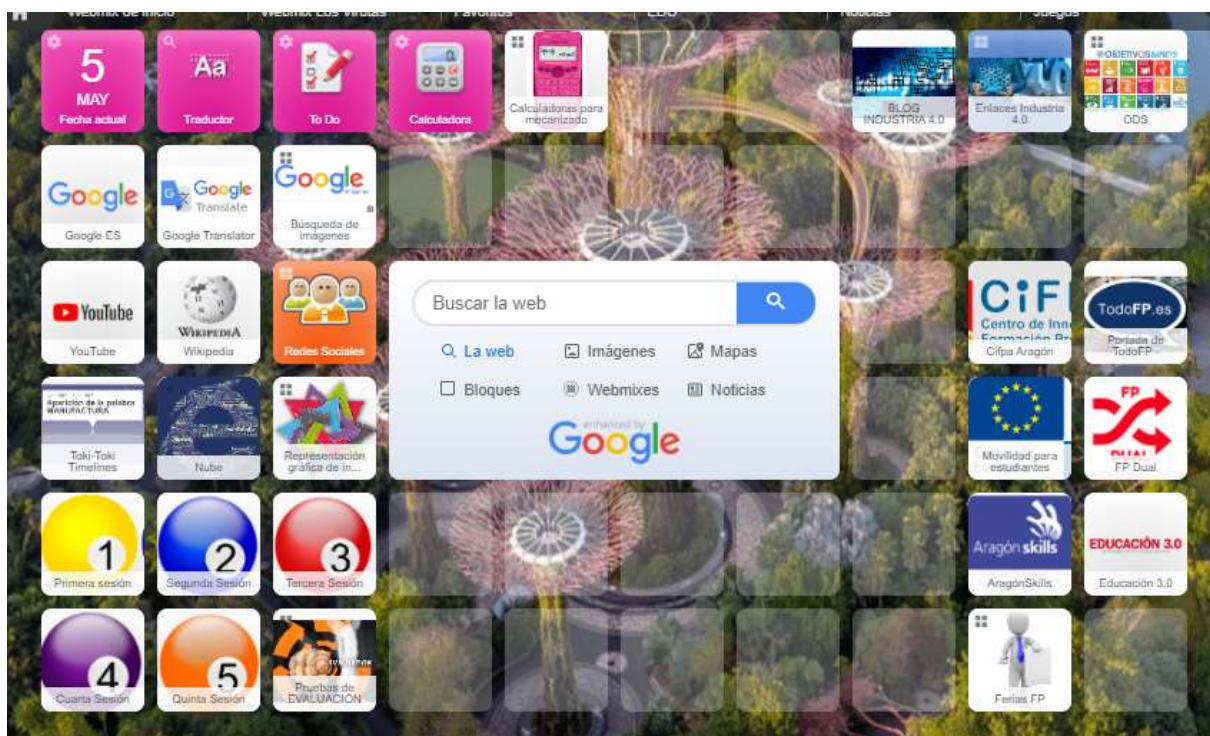 Webmix de Inicio
Webmix Los Virutas
Favoritos
EDU
Noticias
Juegos
5
MAY
Fecha actual
Aa
Traductor
To Do
0.
Calculadora
Calculadoras para
mecanizado
BLOG
INDUSTRIA 4.0
Enlaces Industria
4.0
OBJETIVOS
ODS
Google
Google ES
Google
Translate
Google Translator
Google
Búsqueda de
imágenes
YouTube
YouTube
WIKIPEDIA
Wikipedia
Redes Sociales
Buscar la web
La web
Imágenes
Mapas
Bloques
Webmixes
Noticias
enhanced by
Google
CiF
Centro de Inn
Formación Pr
Cifpa Aragón
TodoFP.es
Portada de
TodoFP -
Aparición de la palabra
MANUFACTURA
Toki-Toki
Timelines
Nube
Representación
gráfica de in...
Movilidad para
estudiantes
FP
DUAL
FP Dual
1
Primera sesión
2
Segunda Sesión
3
Tercera Sesión
Aragón skills
AragónSkills
EDUCACIÓN 3.0
Educación 3.0
4
Cuarta Sesión
5
Quinta Sesión
Pruebas de
EVALUACIÓN
Ferias FP